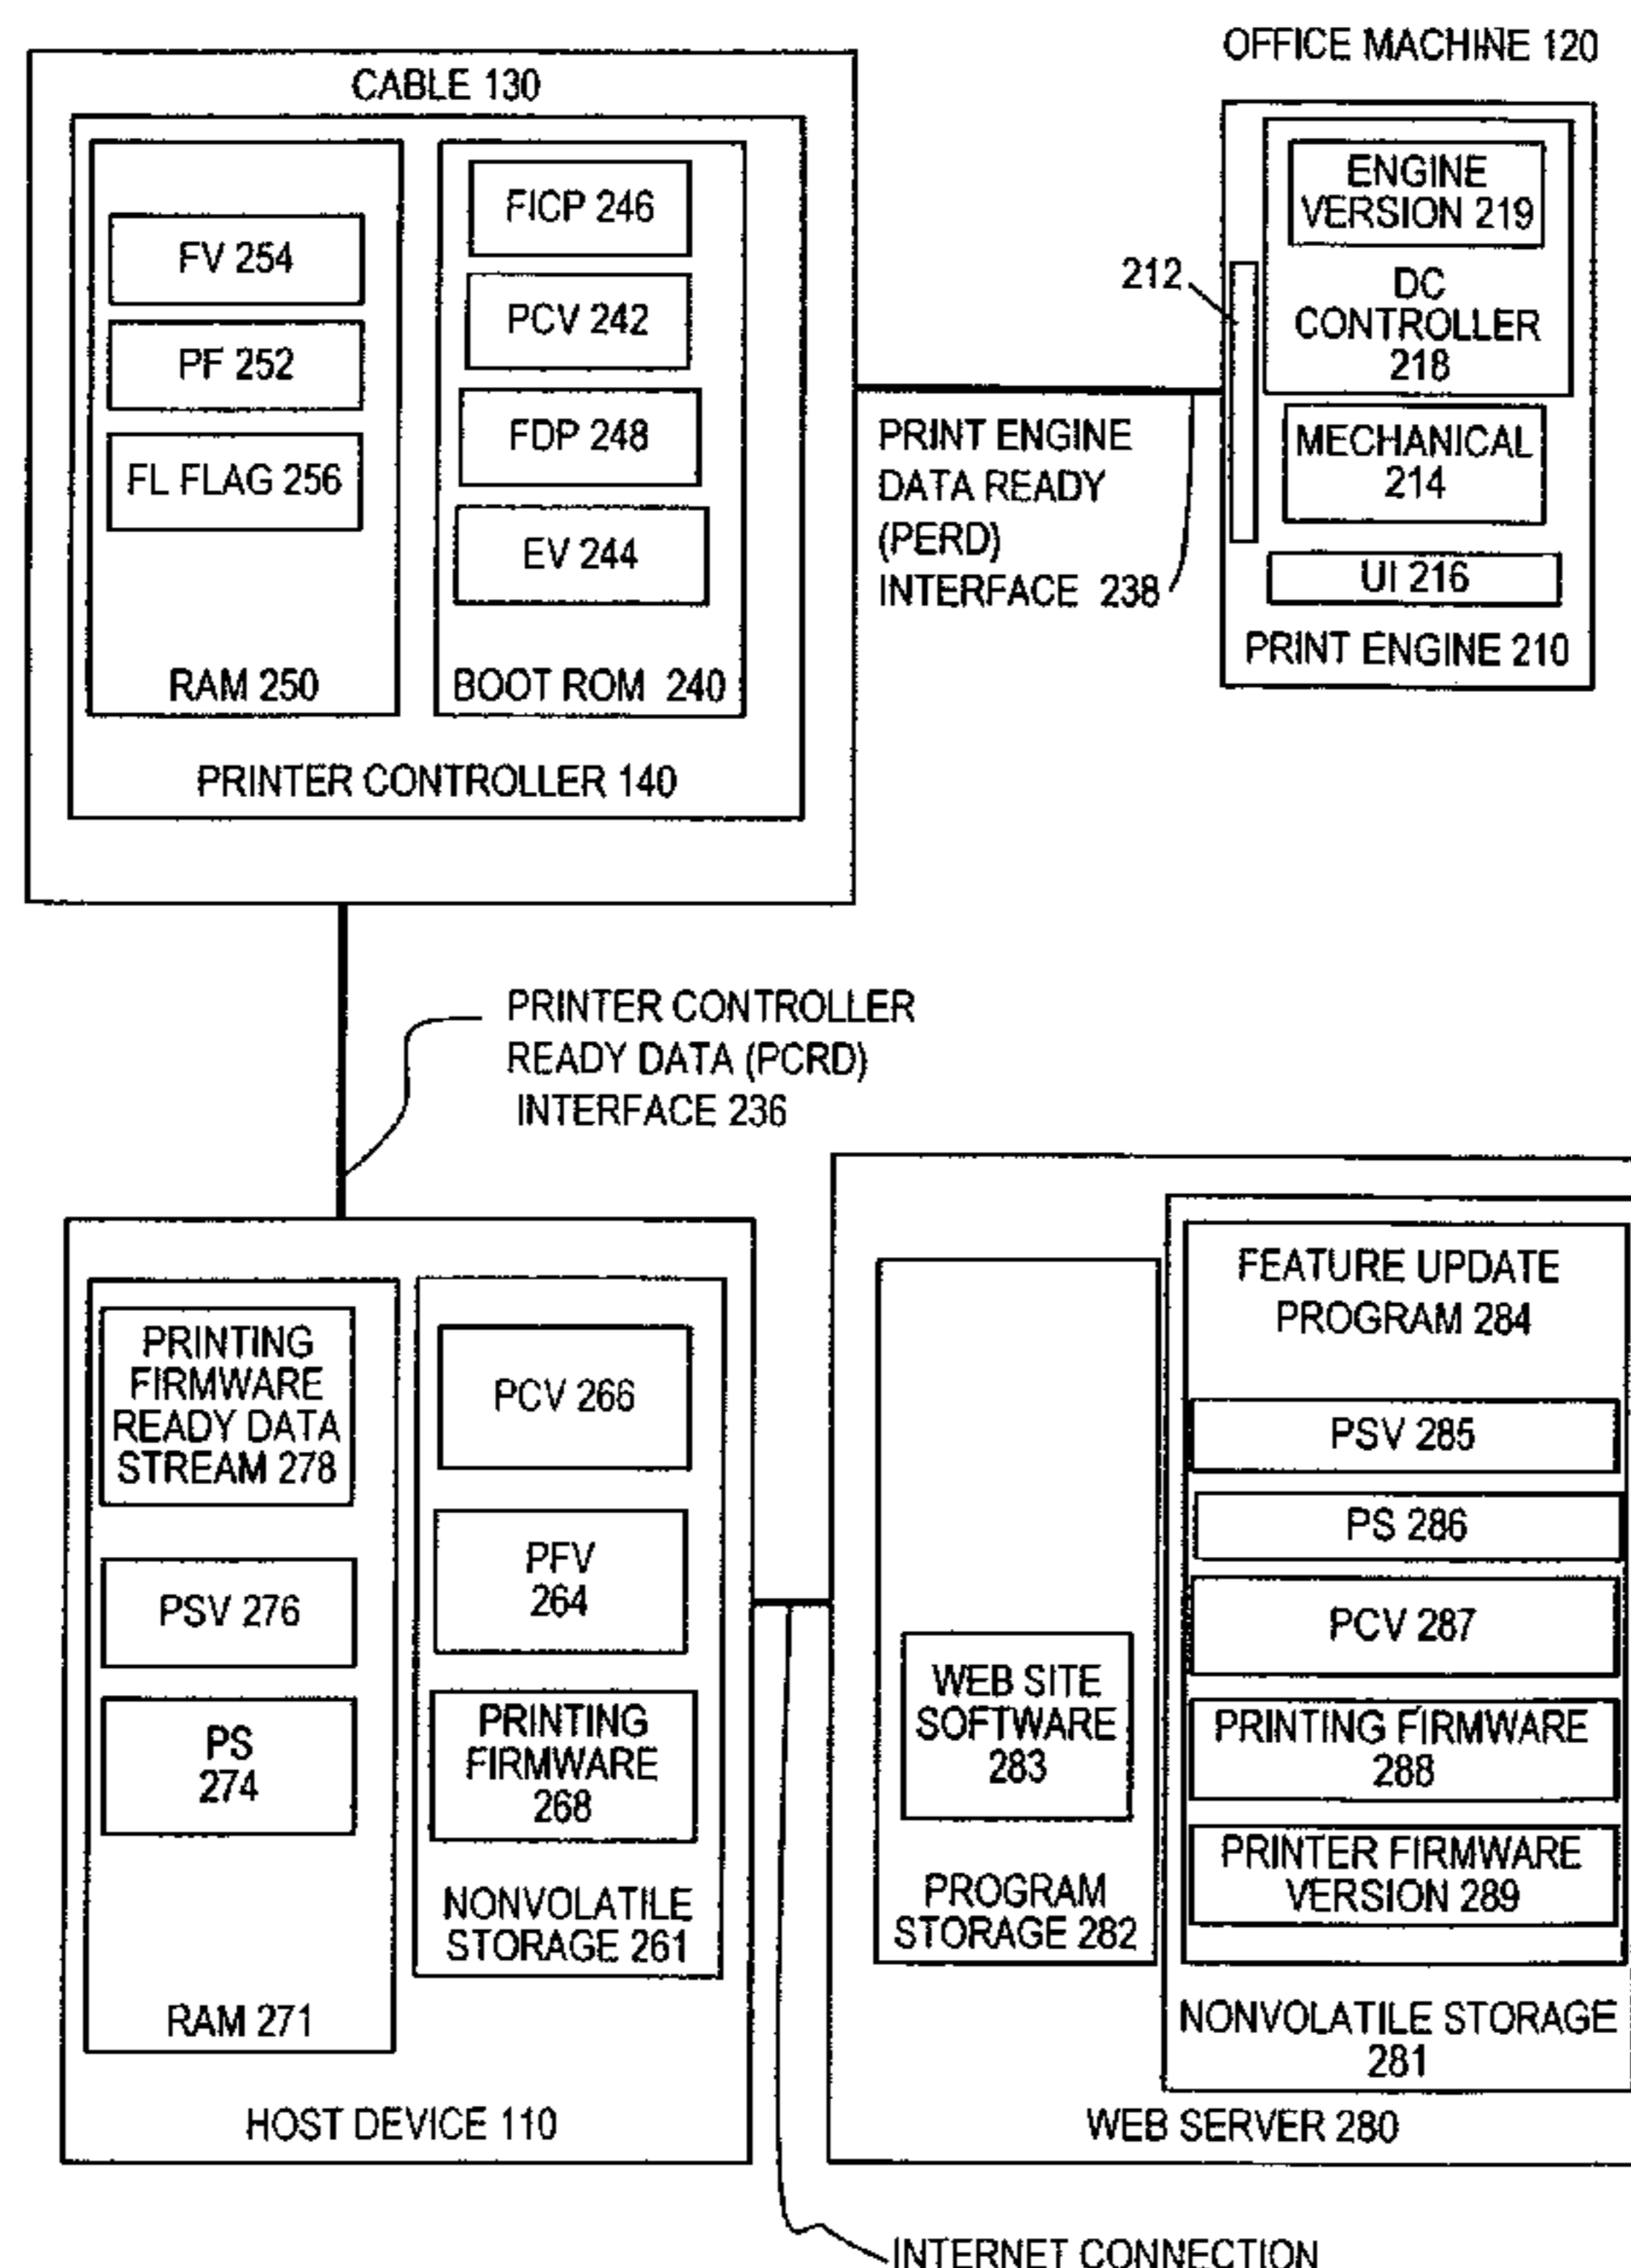 OFFICE MACHINE 120
CABLE 130
FV 254
PF 252
FL FLAG 256
RAM 250
FICP 246
PCV 242
FDP 248
EV 244
BOOT ROM 240
PRINTER CONTROLLER 140
PRINT ENGINE
DATA READY
(PERD)
INTERFACE 238
212
ENGINE
VERSION 219
DC
CONTROLLER
218
MECHANICAL
214
UI 216
PRINT ENGINE 210
PRINTER CONTROLLER
READY DATA (PCRD)
INTERFACE 236
PRINTING
FIRMWARE
READY DATA
STREAM 278
PSV 276
PS
274
RAM 271
PCV 266
PFV
264
PRINTING
FIRMWARE
268
NONVOLATILE
STORAGE 261
HOST DEVICE 110
WEB SITE
SOFTWARE
283
PROGRAM
STORAGE 282
FEATURE UPDATE
PROGRAM 284
PSV 285
PS 286
PCV 287
PRINTING FIRMWARE
288
PRINTER FIRMWARE
VERSION 289
NONVOLATILE STORAGE
281
WEB SERVER 280
INTERNET CONNECTION